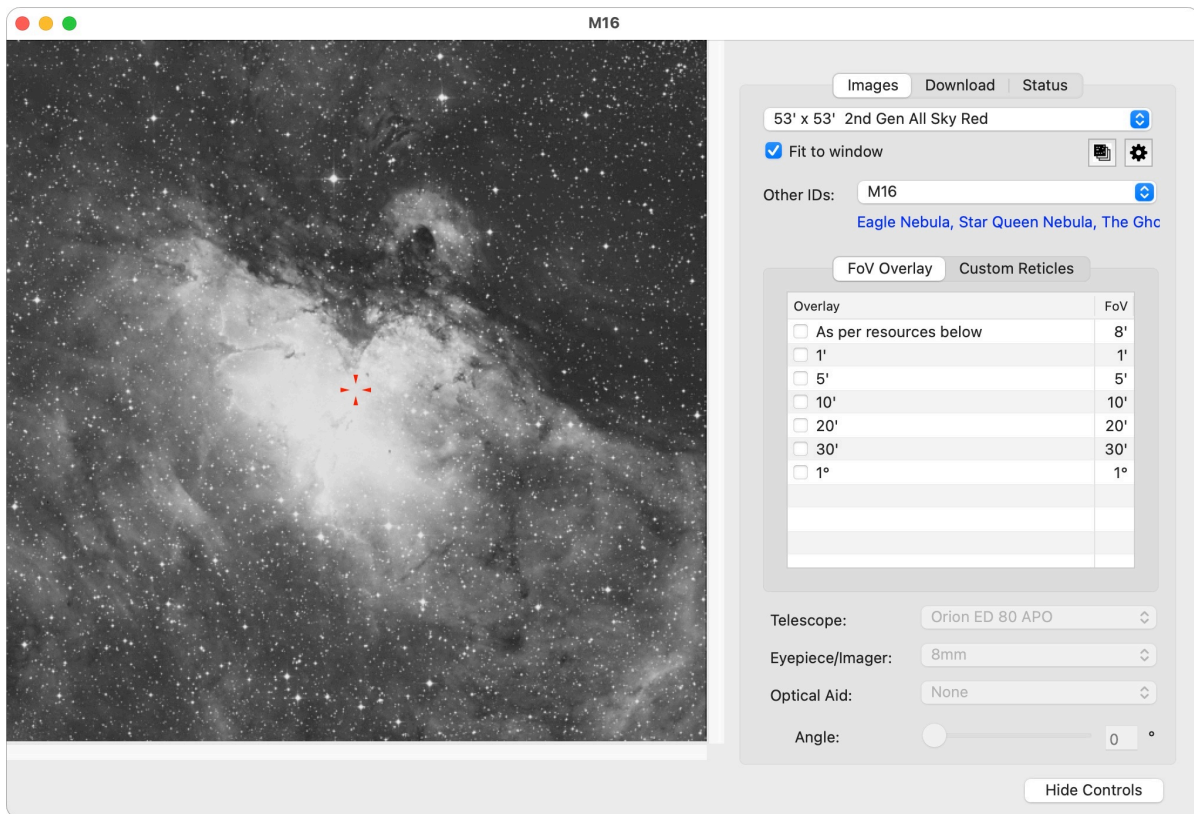 M16
Images Download Status
53' x 53' 2nd Gen All Sky Red
Fit to window
Other IDs: M16
Eagle Nebula, Star Queen Nebula, The Gho
FoV Overlay Custom Reticles
Overlay FoV
As per resources below 8'
1' 1'
5' 5'
10' 10'
20' 20'
30' 30'
1° 1°
Telescope: Orion ED 80 APO
Eyepiece/Imager: 8mm
Optical Aid: None
Angle: 0 °
Hide Controls